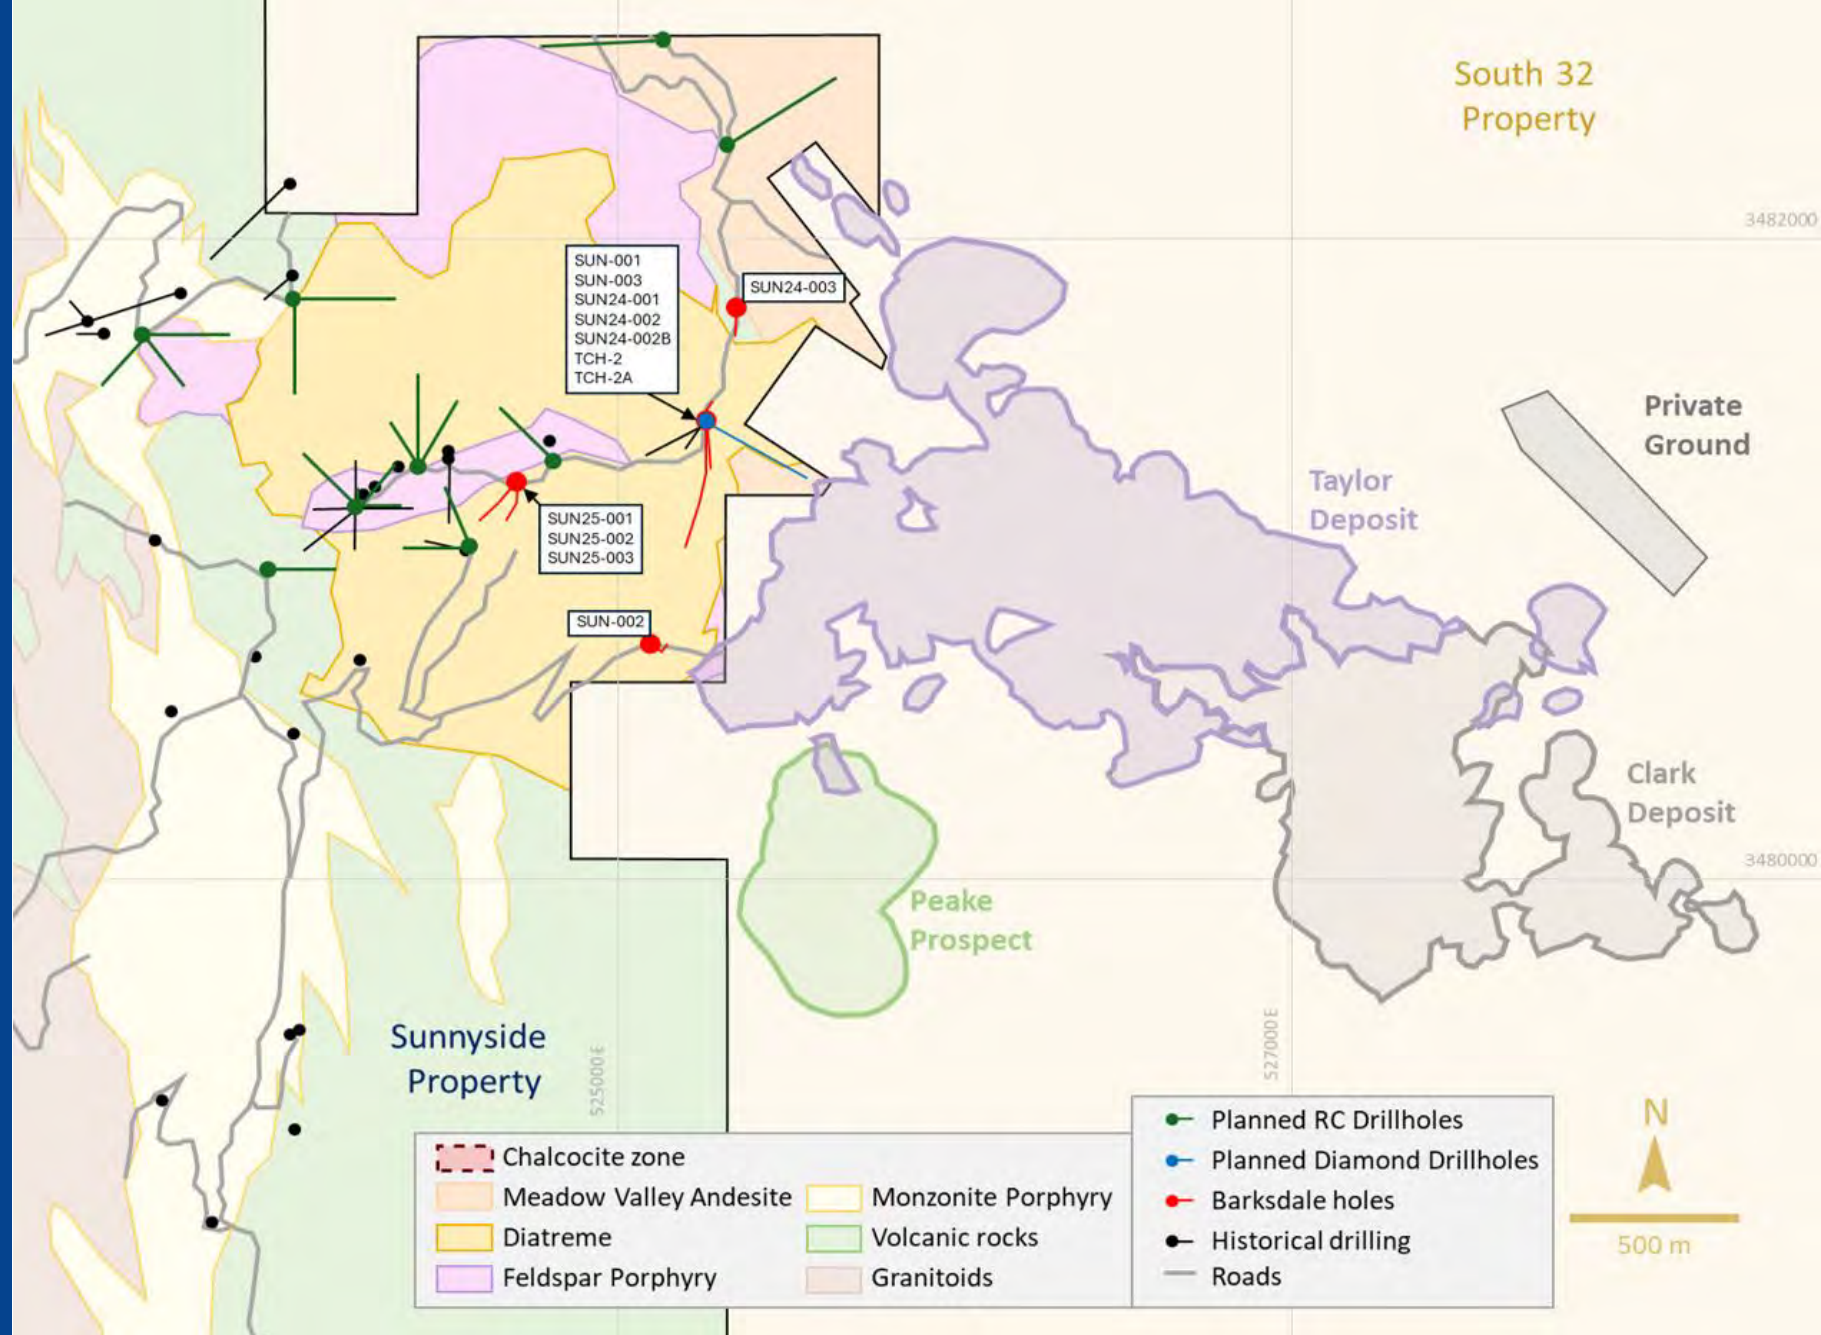 South 32
Property
3482000
SUN-001
SUN-003
SUN24-001
SUN24-002
SUN24-002B
TCH-2
TCH-2A
SUN24-003
Private
Ground
Taylor
Deposit
SUN25-001
SUN25-002
SUN25-003
SUN-002
Clark
Deposit
3480000
Peake
Prospect
Sunnyside
Property
525000 E
527000 E
Chalcocite zone
Meadow Valley Andesite
Diatreme
Feldspar Porphyry
Monzonite Porphyry
Volcanic rocks
Granitoids
Planned RC Drillholes
Planned Diamond Drillholes
Barksdale holes
Historical drilling
Roads
N
500 m